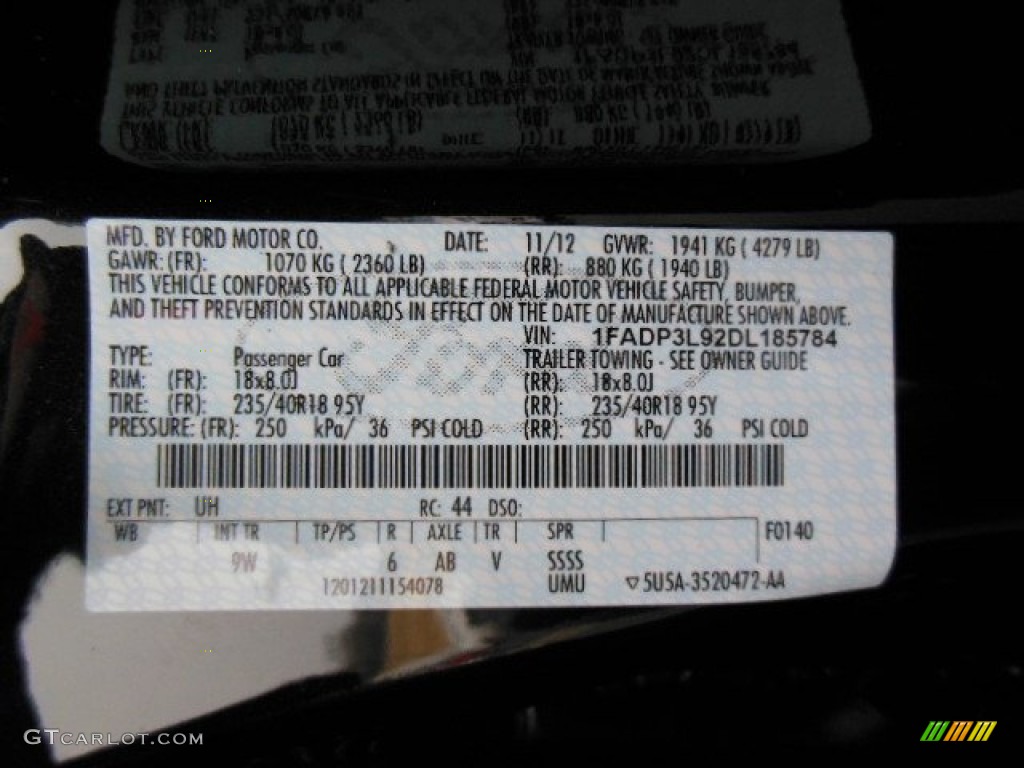 MFD. BY FORD MOTOR CO. DATE: 11/12 GVWR: 1941 KG ( 4279 LB)
GAWR: (FR): 1070 KG ( 2360 LB) (RR): 880 KG ( 1940 LB)
THIS VEHICLE CONFORMS TO ALL APPLICABLE FEDERAL MOTOR VEHICLE SAFETY, BUMPER,
AND THEFT PREVENTION STANDARDS IN EFFECT ON THE DATE OF MANUFACTURE SHOWN ABOVE.
VIN: 1FADP3L92DL185784
TYPE: Passenger Car TRAILER TOWING - SEE OWNER GUIDE
RIM: (FR): 18x8.0J (RR): 18x8.0J
TIRE: (FR): 235/40R18 95Y (RR): 235/40R18 95Y
PRESSURE: (FR): 250 kPa/ 36 PSI COLD (RR): 250 kPa/ 36 PSI COLD
EXT PNT: UH RC: 44 DSO:
WB INT TR TP/PS R AXLE TR SPR F0140
9W 6 AB V SSSS
1201211154078 UMU ▽5U5A-3520472-AA
GTCARLOT.COM